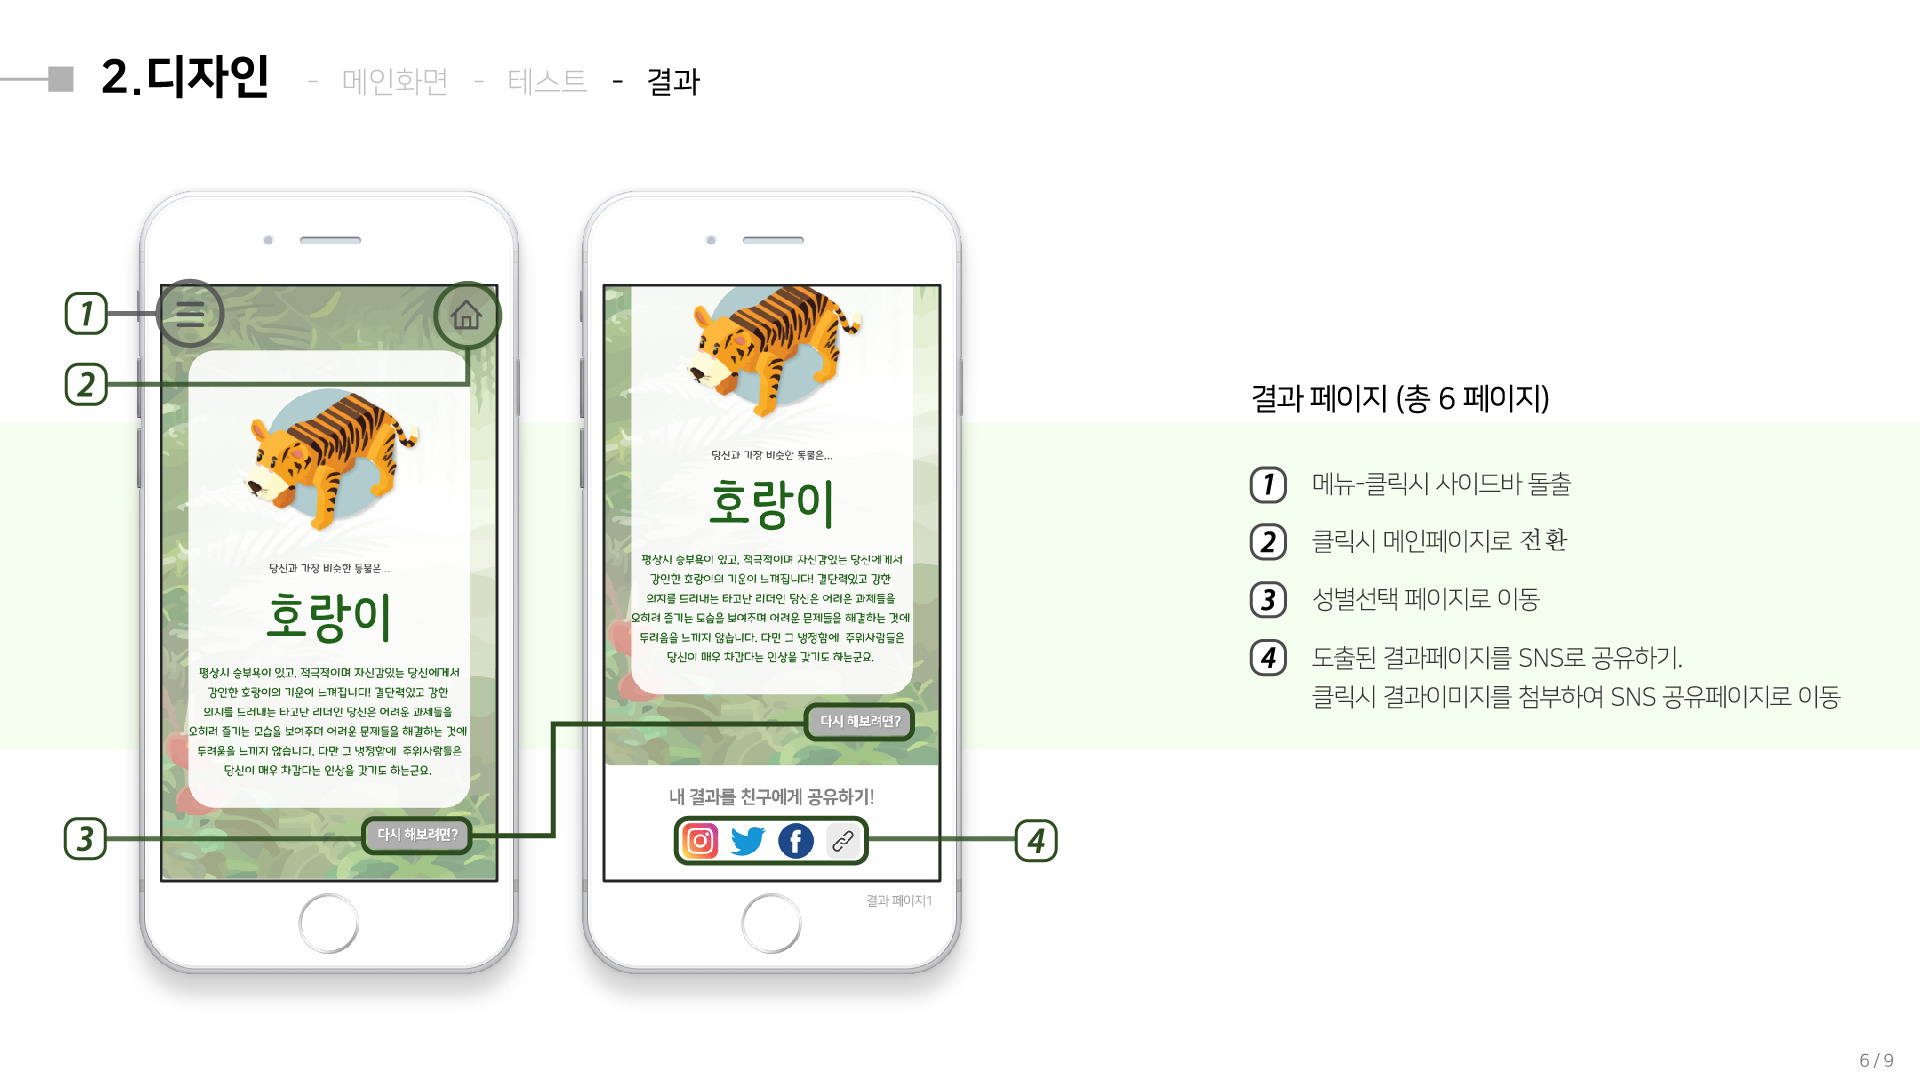 2.디자인 - 메인화면 - 테스트 - 결과
1
2
당신과 가장 비슷한 동물은...
호랑이
평상시 승부욕이 있고, 적극적이며 자신감있는 당신에게서
강인한 호랑이의 기운이 느껴집니다! 결단력있고 강한
의지를 드러내는 타고난 리더인 당신은 어려운 과제들을
오히려 즐기는 모습을 보여주며 어려운 문제들을 해결하는 것에
두려움을 느끼지 않습니다. 다만 그 냉정함에 주위사람들은
당신이 매우 차갑다는 인상을 갖기도 하는군요.
3
다시 해보려면?
당신과 가장 비슷한 동물은...
호랑이
평상시 승부욕이 있고, 적극적이며 자신감있는 당신에게서
강인한 호랑이의 기운이 느껴집니다! 결단력있고 강한
의지를 드러내는 타고난 리더인 당신은 어려운 과제들을
오히려 즐기는 모습을 보여주며 어려운 문제들을 해결하는 것에
두려움을 느끼지 않습니다. 다만 그 냉정함에 주위사람들은
당신이 매우 차갑다는 인상을 갖기도 하는군요.
다시 해보려면?
내 결과를 친구에게 공유하기!
4
결과 페이지1
결과 페이지 (총 6 페이지)
1 메뉴-클릭시 사이드바 돌출
2 클릭시 메인페이지로 전환
3 성별선택 페이지로 이동
4 도출된 결과페이지를 SNS로 공유하기.
클릭시 결과이미지를 첨부하여 SNS 공유페이지로 이동
6 / 9